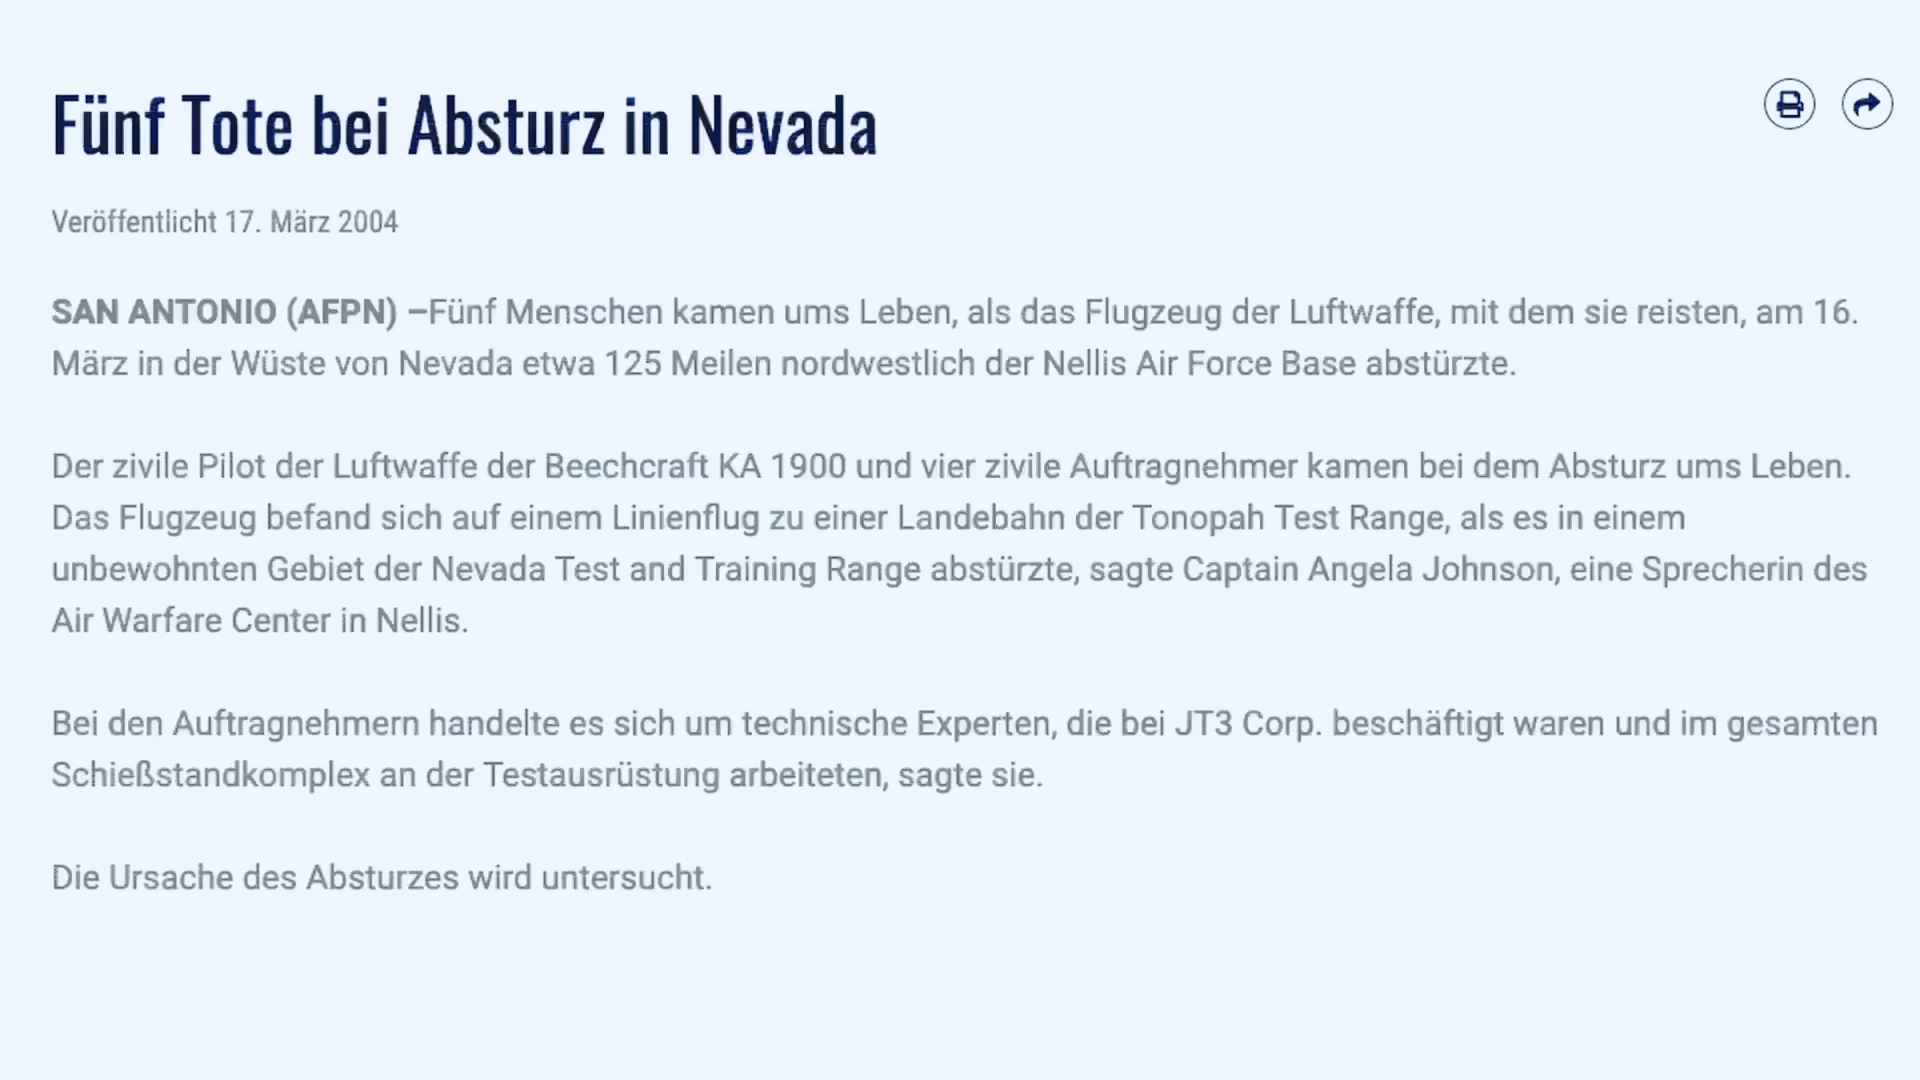 Fünf Tote bei Absturz in Nevada
Veröffentlicht 17. März 2004
SAN ANTONIO (AFPN) –Fünf Menschen kamen ums Leben, als das Flugzeug der Luftwaffe, mit dem sie reisten, am 16.
März in der Wüste von Nevada etwa 125 Meilen nordwestlich der Nellis Air Force Base abstürzte.
Der zivile Pilot der Luftwaffe der Beechcraft KA 1900 und vier zivile Auftragnehmer kamen bei dem Absturz ums Leben.
Das Flugzeug befand sich auf einem Linienflug zu einer Landebahn der Tonopah Test Range, als es in einem
unbewohnten Gebiet der Nevada Test and Training Range abstürzte, sagte Captain Angela Johnson, eine Sprecherin des
Air Warfare Center in Nellis.
Bei den Auftragnehmern handelte es sich um technische Experten, die bei JT3 Corp. beschäftigt waren und im gesamten
Schießstandkomplex an der Testausrüstung arbeiteten, sagte sie.
Die Ursache des Absturzes wird untersucht.